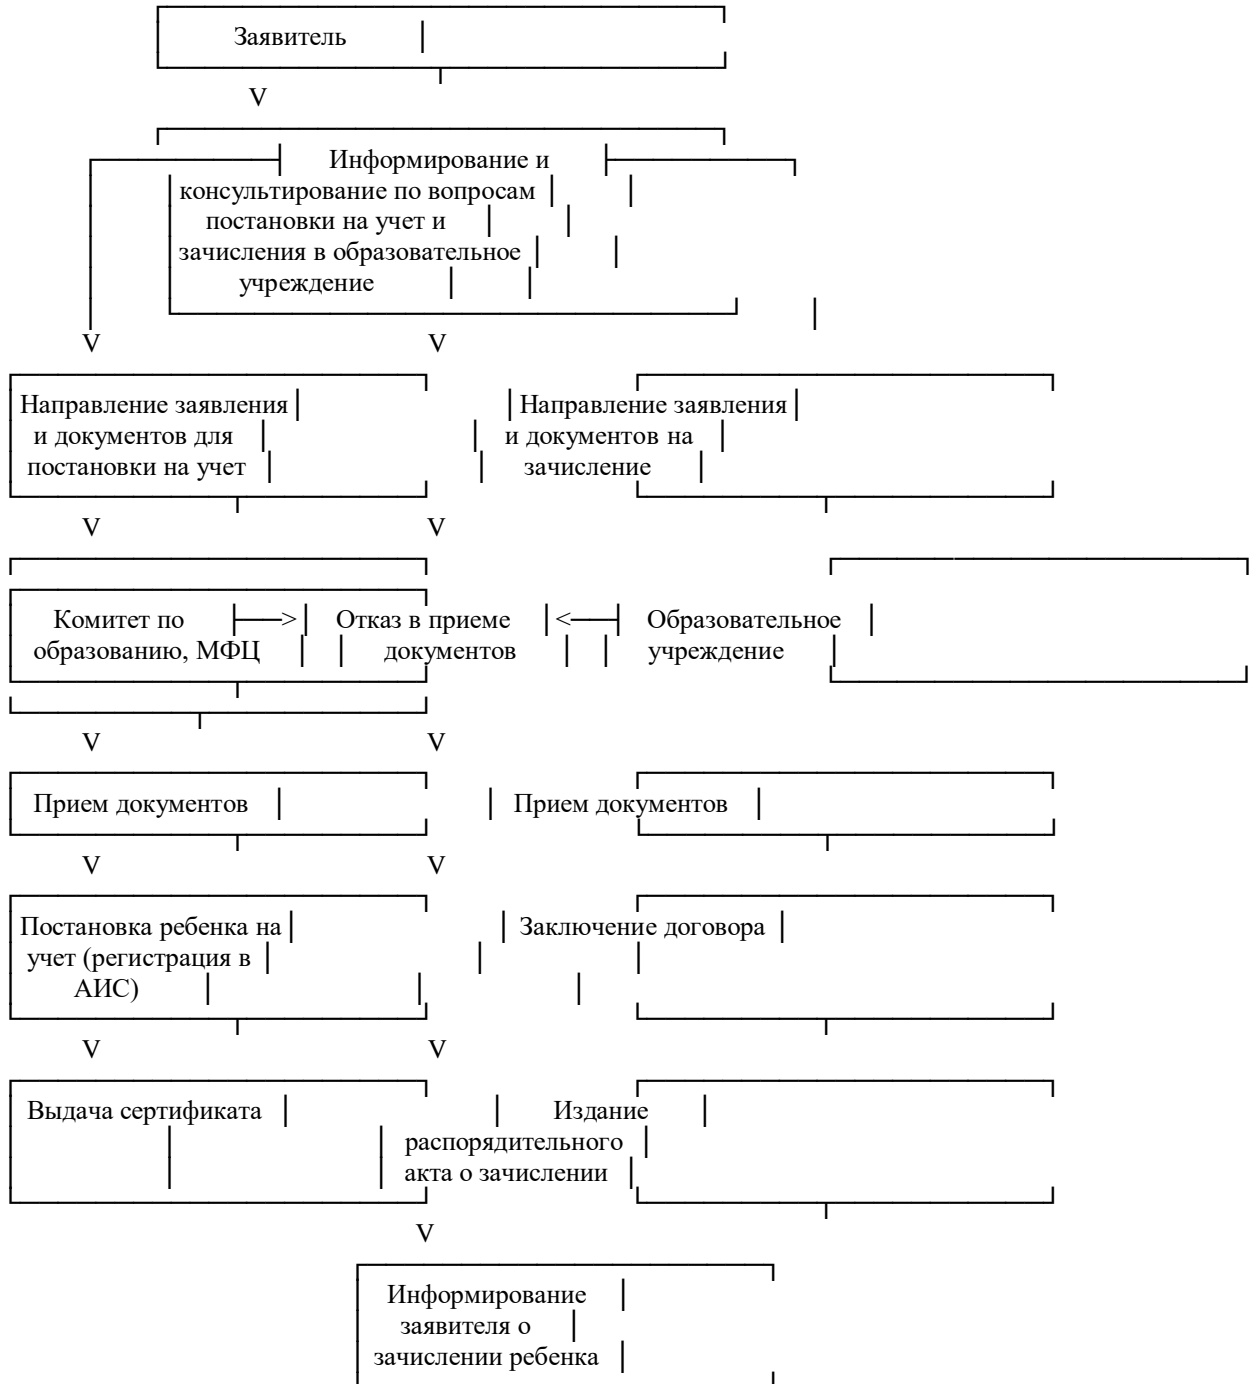 Заявитель
V
Информирование и
консультирование по вопросам
постановки на учет и
зачисления в образовательное
учреждение
V V
Направление заявления Направление заявления
и документов для и документов на
постановки на учет зачисление
V V
Комитет по ──> Отказ в приеме <── Образовательное
образованию, МФЦ документов учреждение
V V
Прием документов Прием документов
V V
Постановка ребенка на Заключение договора
учет (регистрация в
АИС)
V V
Выдача сертификата Издание
распорядительного
акта о зачислении
V
Информирование
заявителя о
зачислении ребенка